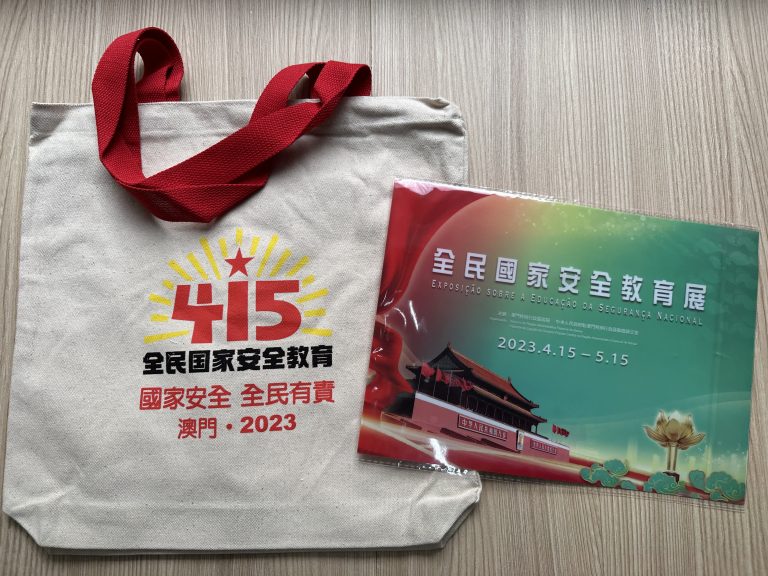 415
全民国家安全教育
國家安全 全民有責
澳門·2023
全民國家安全教育展
EXPOSIÇÃO SOBRE A EDUCAÇÃO DA SEGURANÇA NACIONAL
2023.4.15 – 5.15